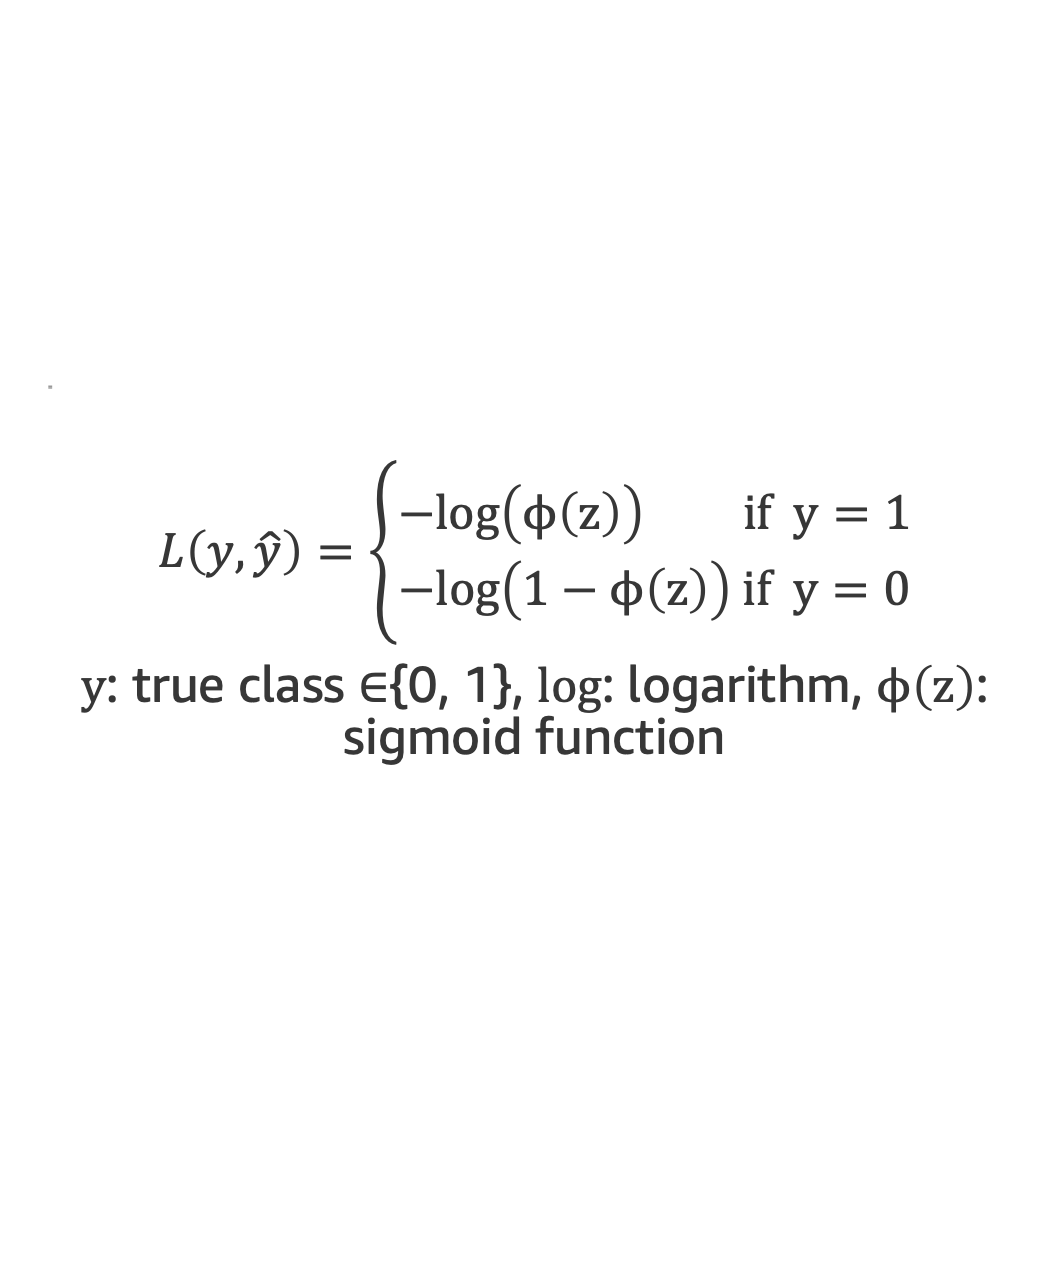 L(y, ŷ) = { −log(ϕ(z)) if y = 1
−log(1 − ϕ(z)) if y = 0
y: true class ∈{0, 1}, log: logarithm, ϕ(z):
sigmoid function